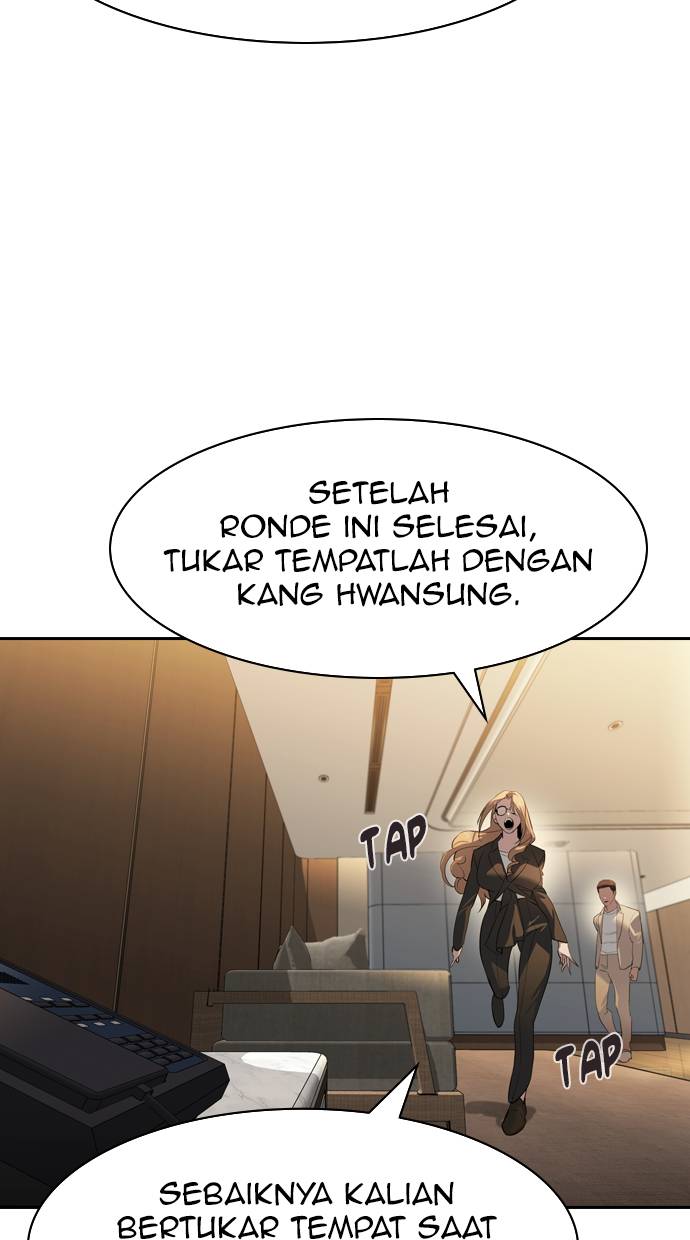 SETELAH
RONDE INI SELESAI,
TUKAR TEMPATLAH DENGAN
KANG HWANSUNG.
TAP
TAP
SEBAIKNYA KALIAN
BERTUKAR TEMPAT SAAT